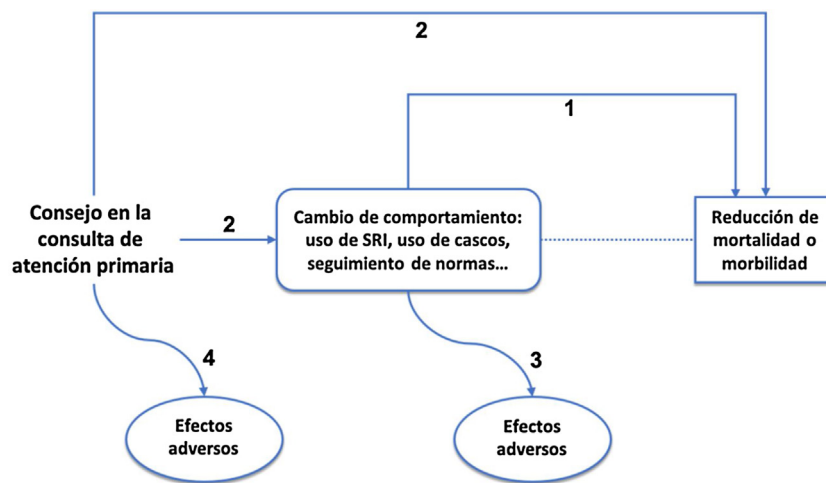 2
1
Consejo en la
consulta de
atención primaria
2
Cambio de comportamiento:
uso de SRI, uso de cascos,
seguimiento de normas...
Reducción de
mortalidad o
morbilidad
4
3
Efectos
adversos
Efectos
adversos